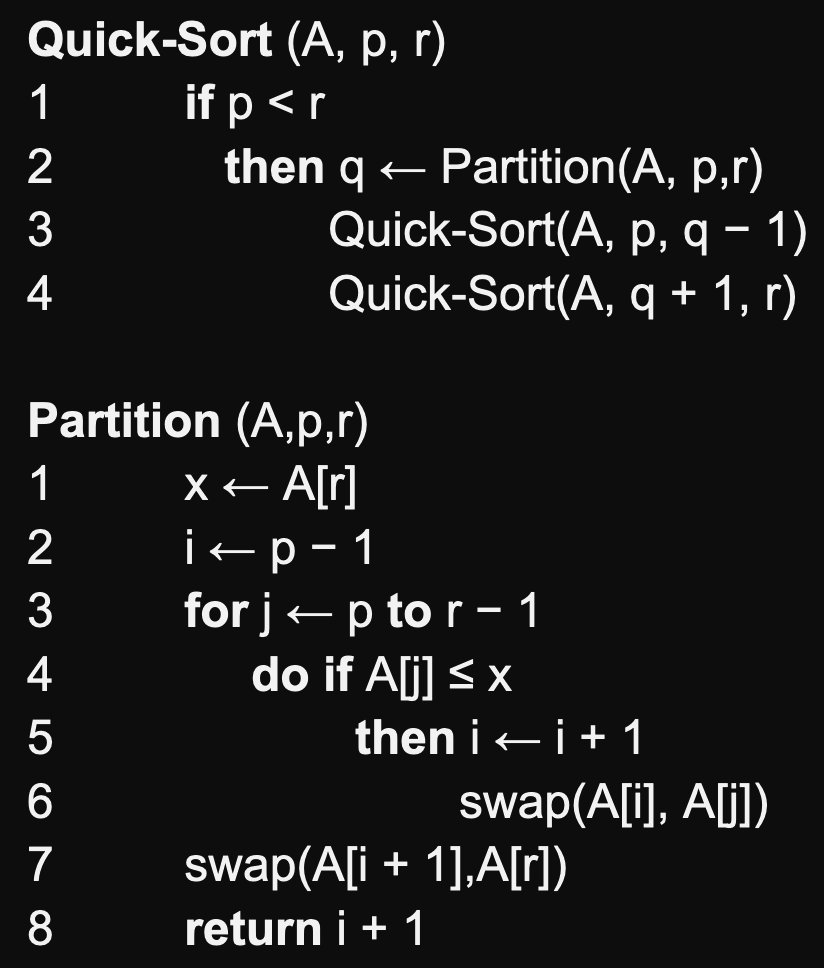 Quick-Sort (A, p, r)
1 if p < r
2 then q ← Partition(A, p,r)
3 Quick-Sort(A, p, q − 1)
4 Quick-Sort(A, q + 1, r)
Partition (A,p,r)
1 x ← A[r]
2 i ← p − 1
3 for j ← p to r − 1
4 do if A[j] ≤ x
5 then i ← i + 1
6 swap(A[i], A[j])
7 swap(A[i + 1],A[r])
8 return i + 1